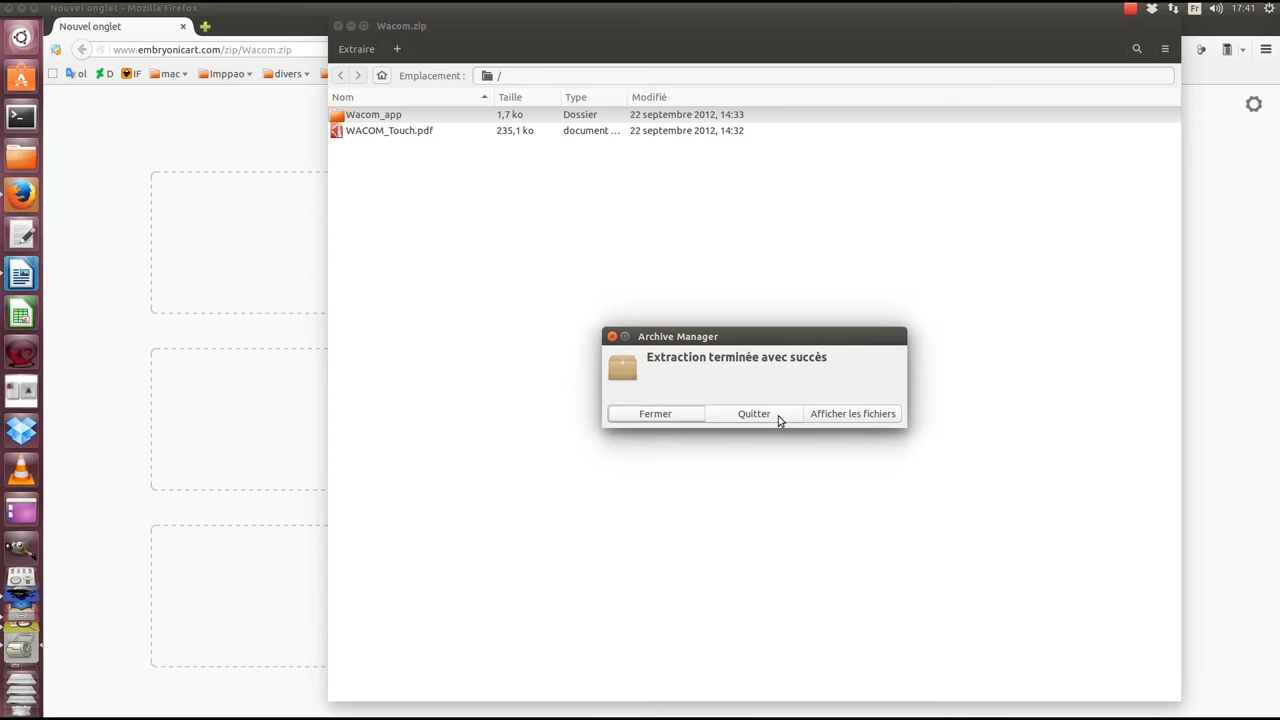 Nouvel onglet - Mozilla Firefox
Fr
17:41
Nouvel onglet
www.embryonicart.com/zip/Wacom.zip
ol
D
IF
mac
Imppao
divers
Wacom.zip
Extraire
Emplacement :
/
Nom
Taille
Type
Modifié
Wacom_app
1,7 ko
Dossier
22 septembre 2012, 14:33
WACOM_Touch.pdf
235,1 ko
document ...
22 septembre 2012, 14:32
Archive Manager
Extraction terminée avec succès
Fermer
Quitter
Afficher les fichiers